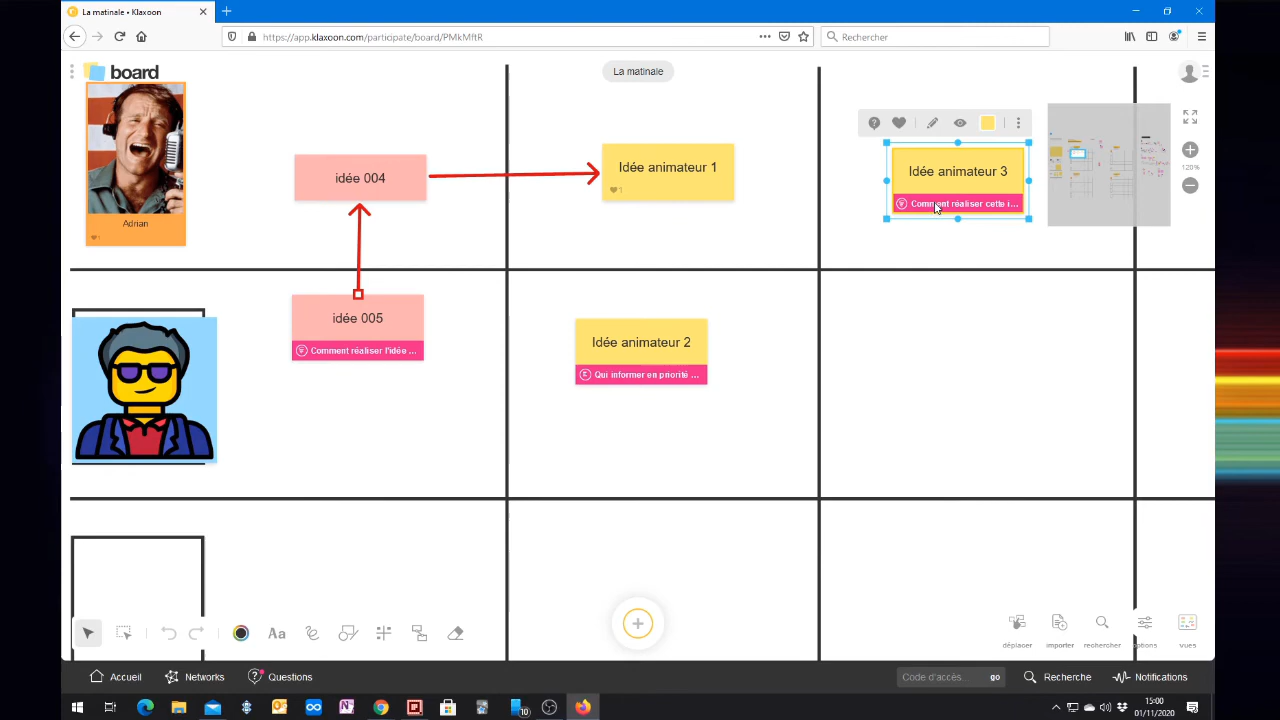 La matinale • Klaxoon
https://app.klaxoon.com/participate/board/PMkMftR
Rechercher
board
La matinale
Adrian
1
idée 004
Idée animateur 1
1
Idée animateur 3
Comment réaliser cette i...
120%
idée 005
Comment réaliser l'idée ...
Idée animateur 2
Qui informer en priorité ...
Aa
déplacer
importer
rechercher
options
vues
Accueil
Networks
Questions
Code d'accès...
go
Recherche
Notifications
10
15:00
01/11/2020